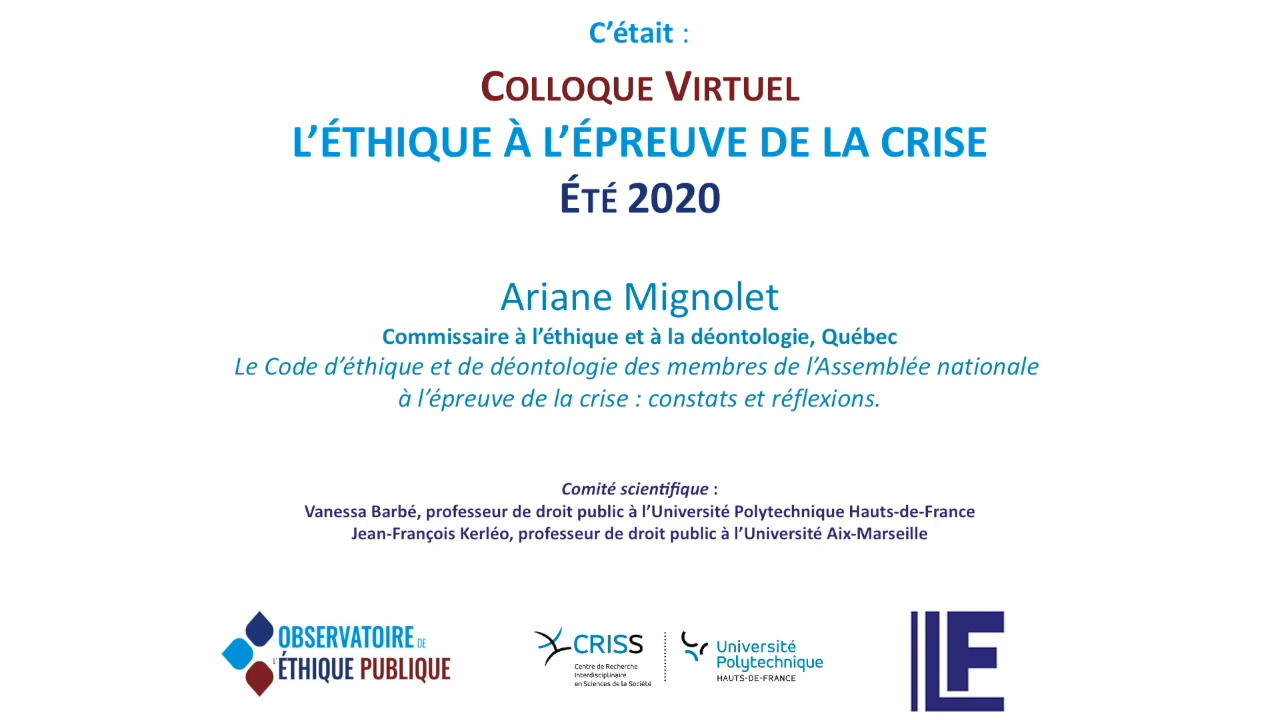 C’était :
COLLOQUE VIRTUEL
L’ÉTHIQUE À L’ÉPREUVE DE LA CRISE
ÉTÉ 2020
Ariane Mignolet
Commissaire à l’éthique et à la déontologie, Québec
Le Code d’éthique et de déontologie des membres de l’Assemblée nationale
à l’épreuve de la crise : constats et réflexions.
Comité scientifique :
Vanessa Barbé, professeur de droit public à l’Université Polytechnique Hauts-de-France
Jean-François Kerléo, professeur de droit public à l’Université Aix-Marseille
OBSERVATOIRE DE
L’ÉTHIQUE PUBLIQUE
CRISS
Centre de Recherche
Interdisciplinaire
en Sciences de la Société
Université
Polytechnique
HAUTS-DE-FRANCE
LF